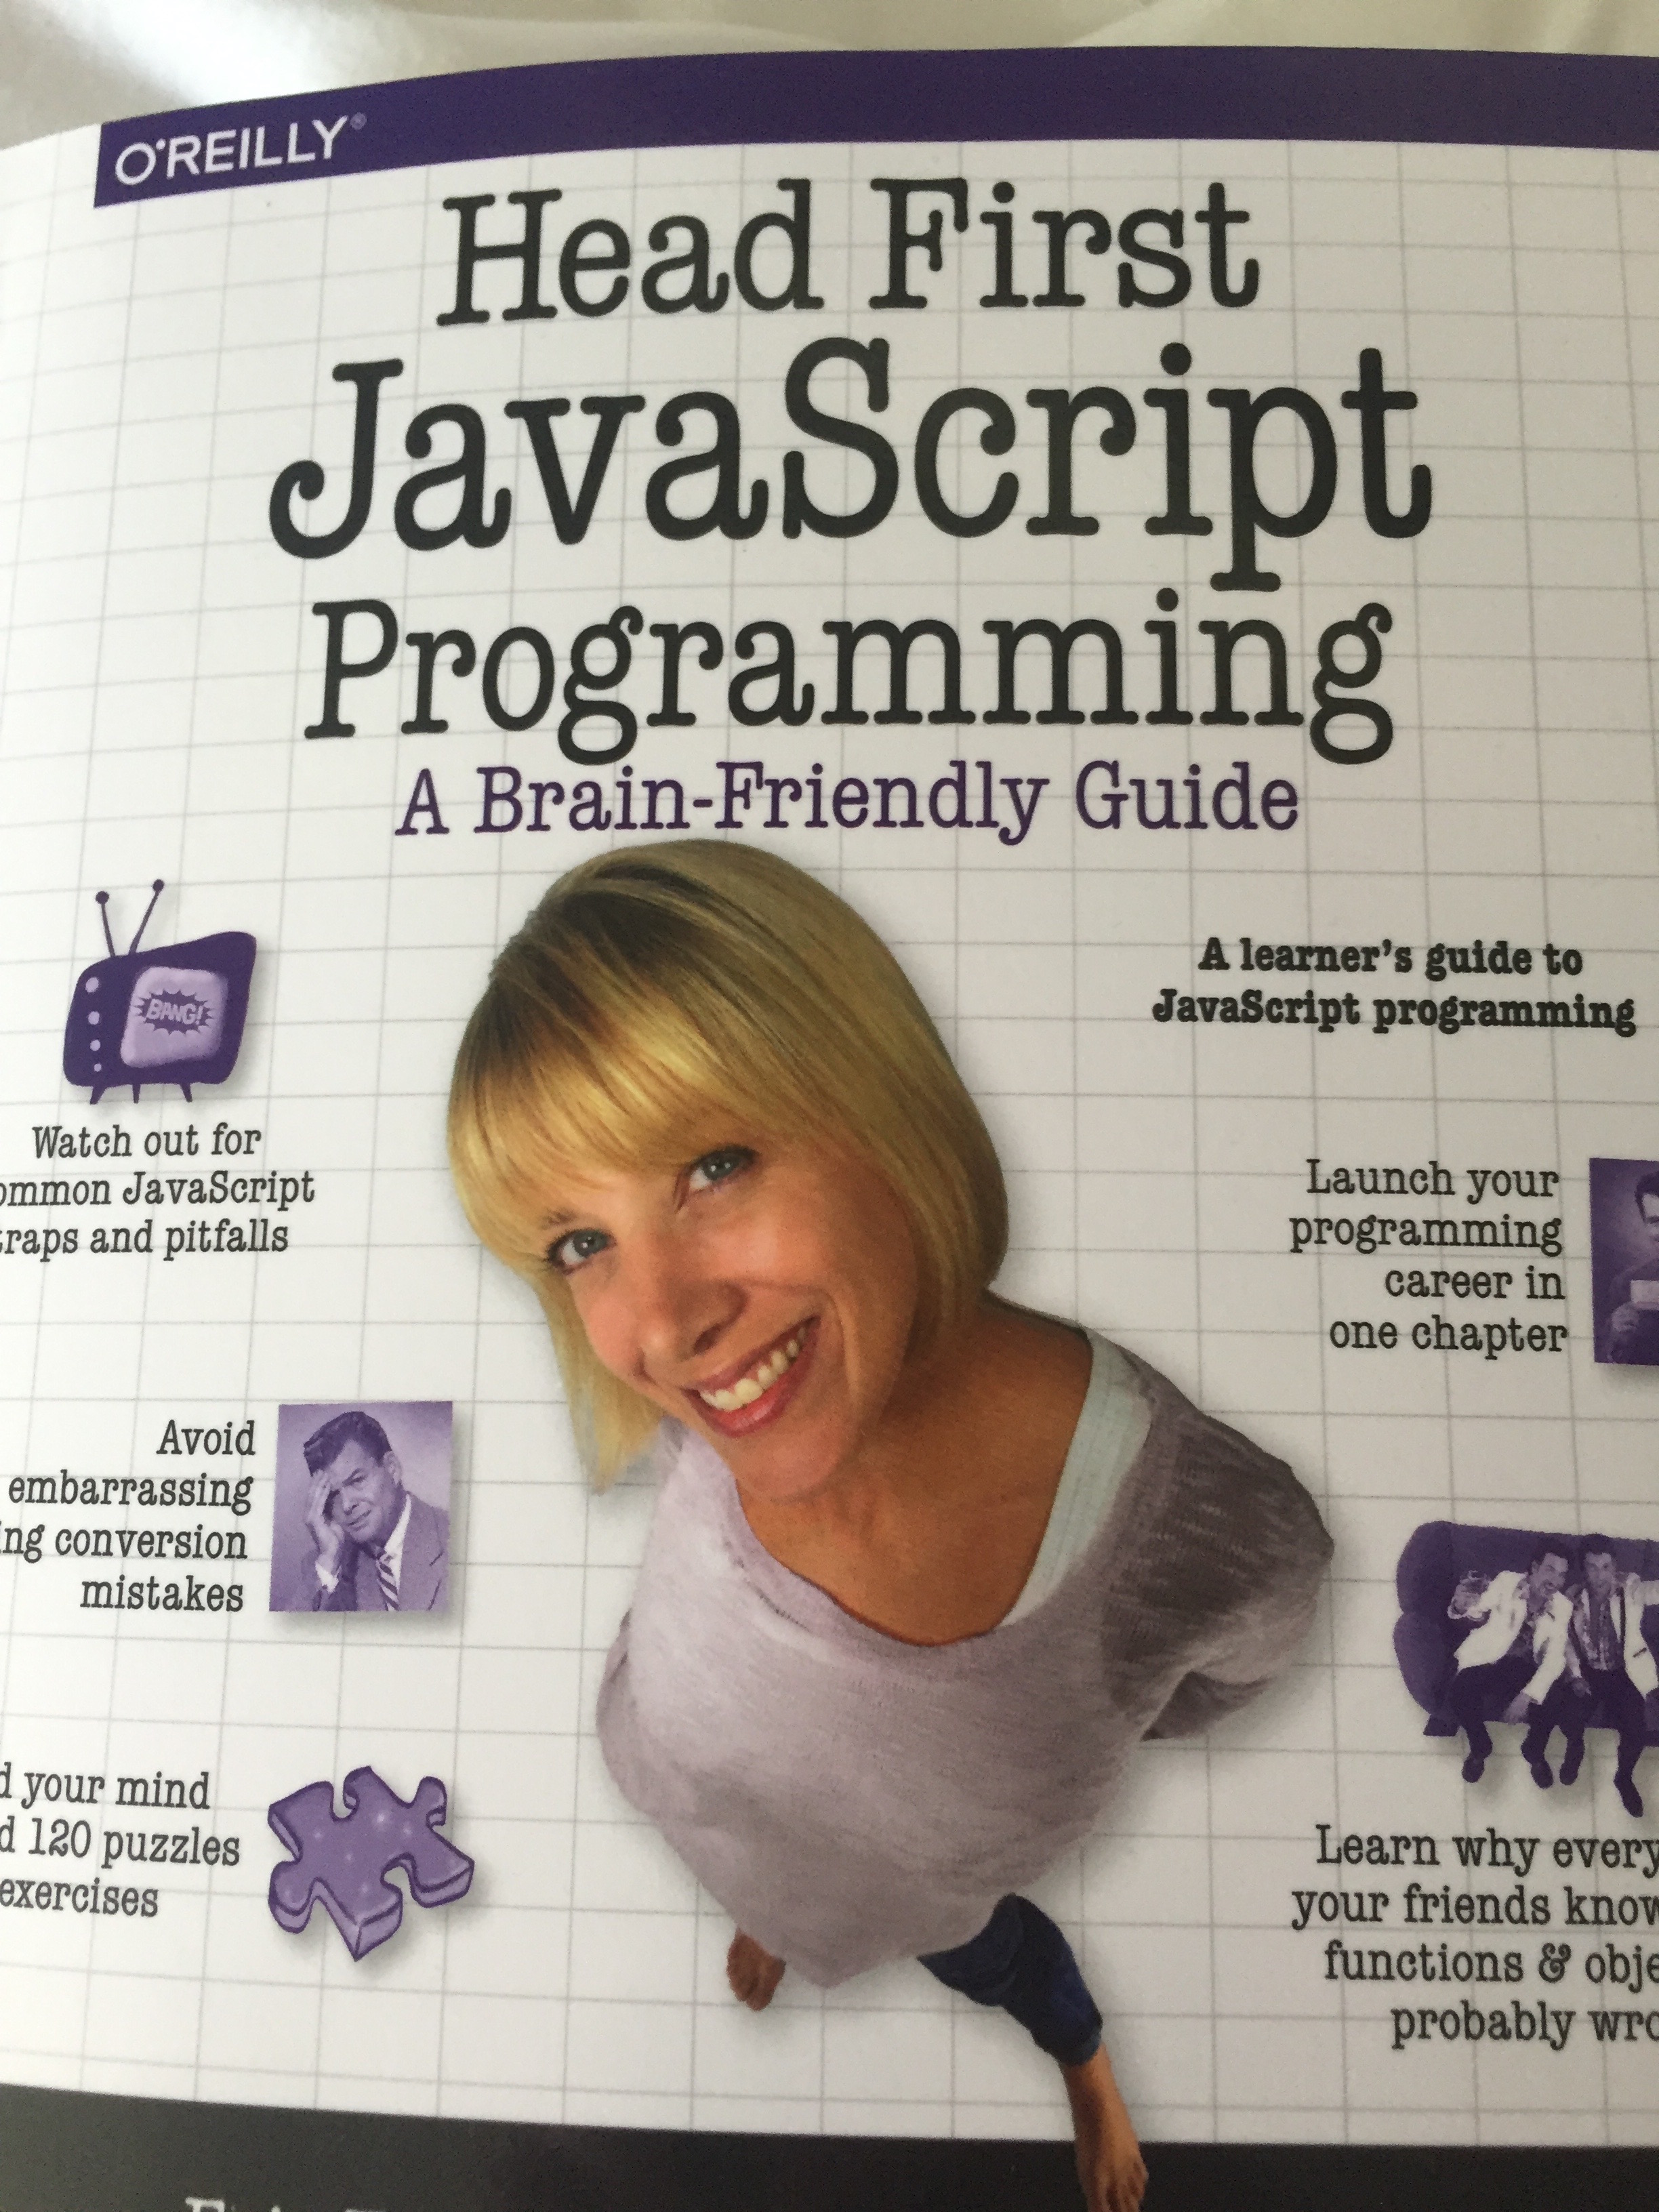 O'REILLY®
Head First
JavaScript
Programming
A Brain-Friendly Guide
A learner's guide to
JavaScript programming
BANG!
Watch out for
JavaScript
and pitfalls
Launch your
programming
career in
one chapter
Avoid
embarrassing
conversion
mistakes
your mind
120 puzzles
exercises
Learn why
your friends
functions &
probably